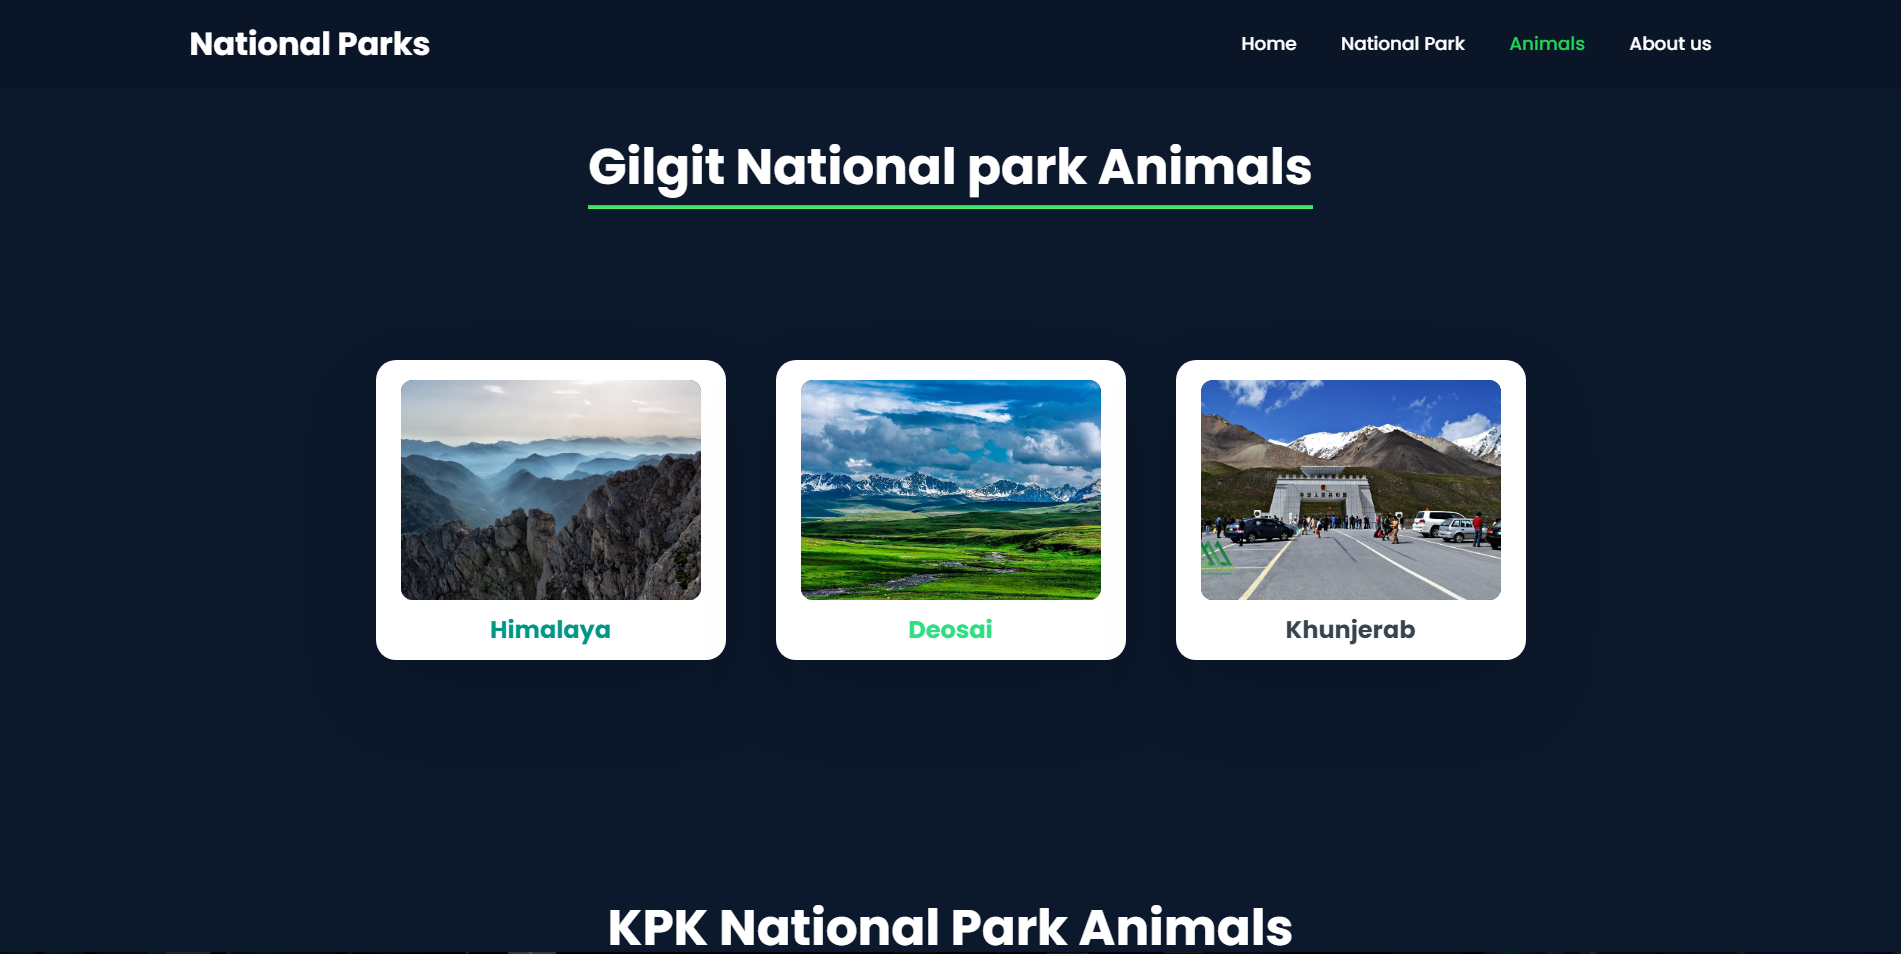 National Parks
Home
National Park
Animals
About us
Gilgit National park Animals
Himalaya
Deosai
Khunjerab
KPK National Park Animals